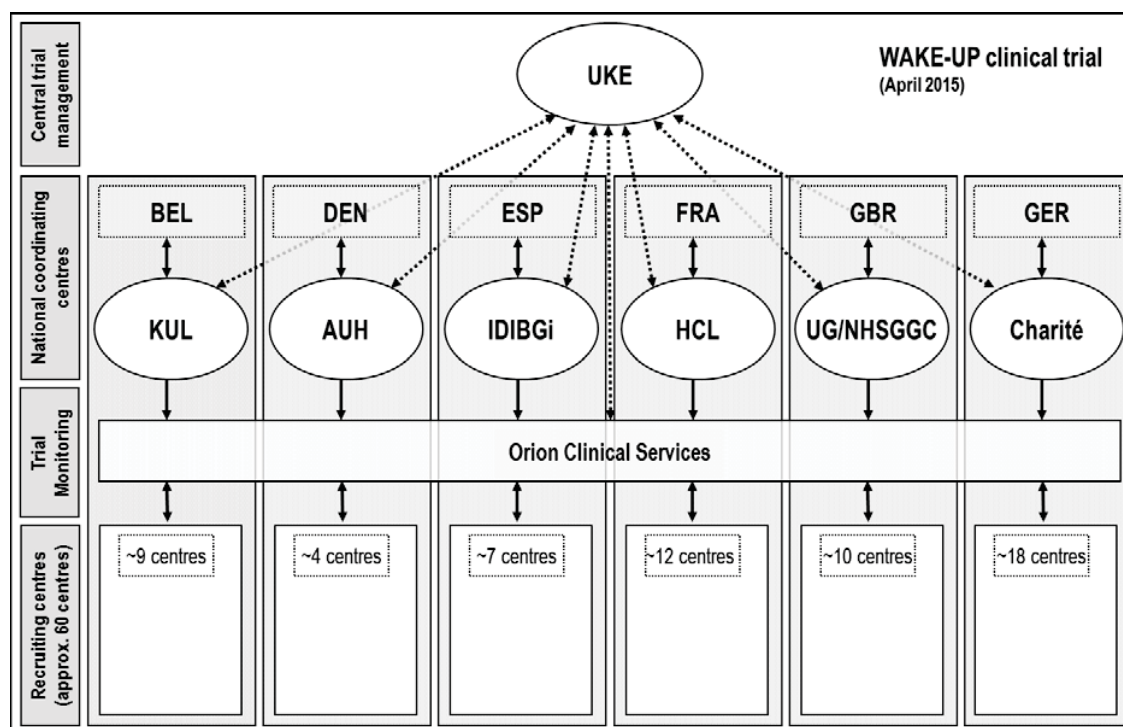 Central trial
management
UKE
WAKE-UP clinical trial
(April 2015)
National coordinating
centres
BEL
DEN
ESP
FRA
GBR
GER
KUL
AUH
IDIBGi
HCL
UG/NHSGGC
Charité
Trial
Monitoring
Orion Clinical Services
Recruiting centres
(approx. 60 centres)
~9 centres
~4 centres
~7 centres
~12 centres
~10 centres
~18 centres